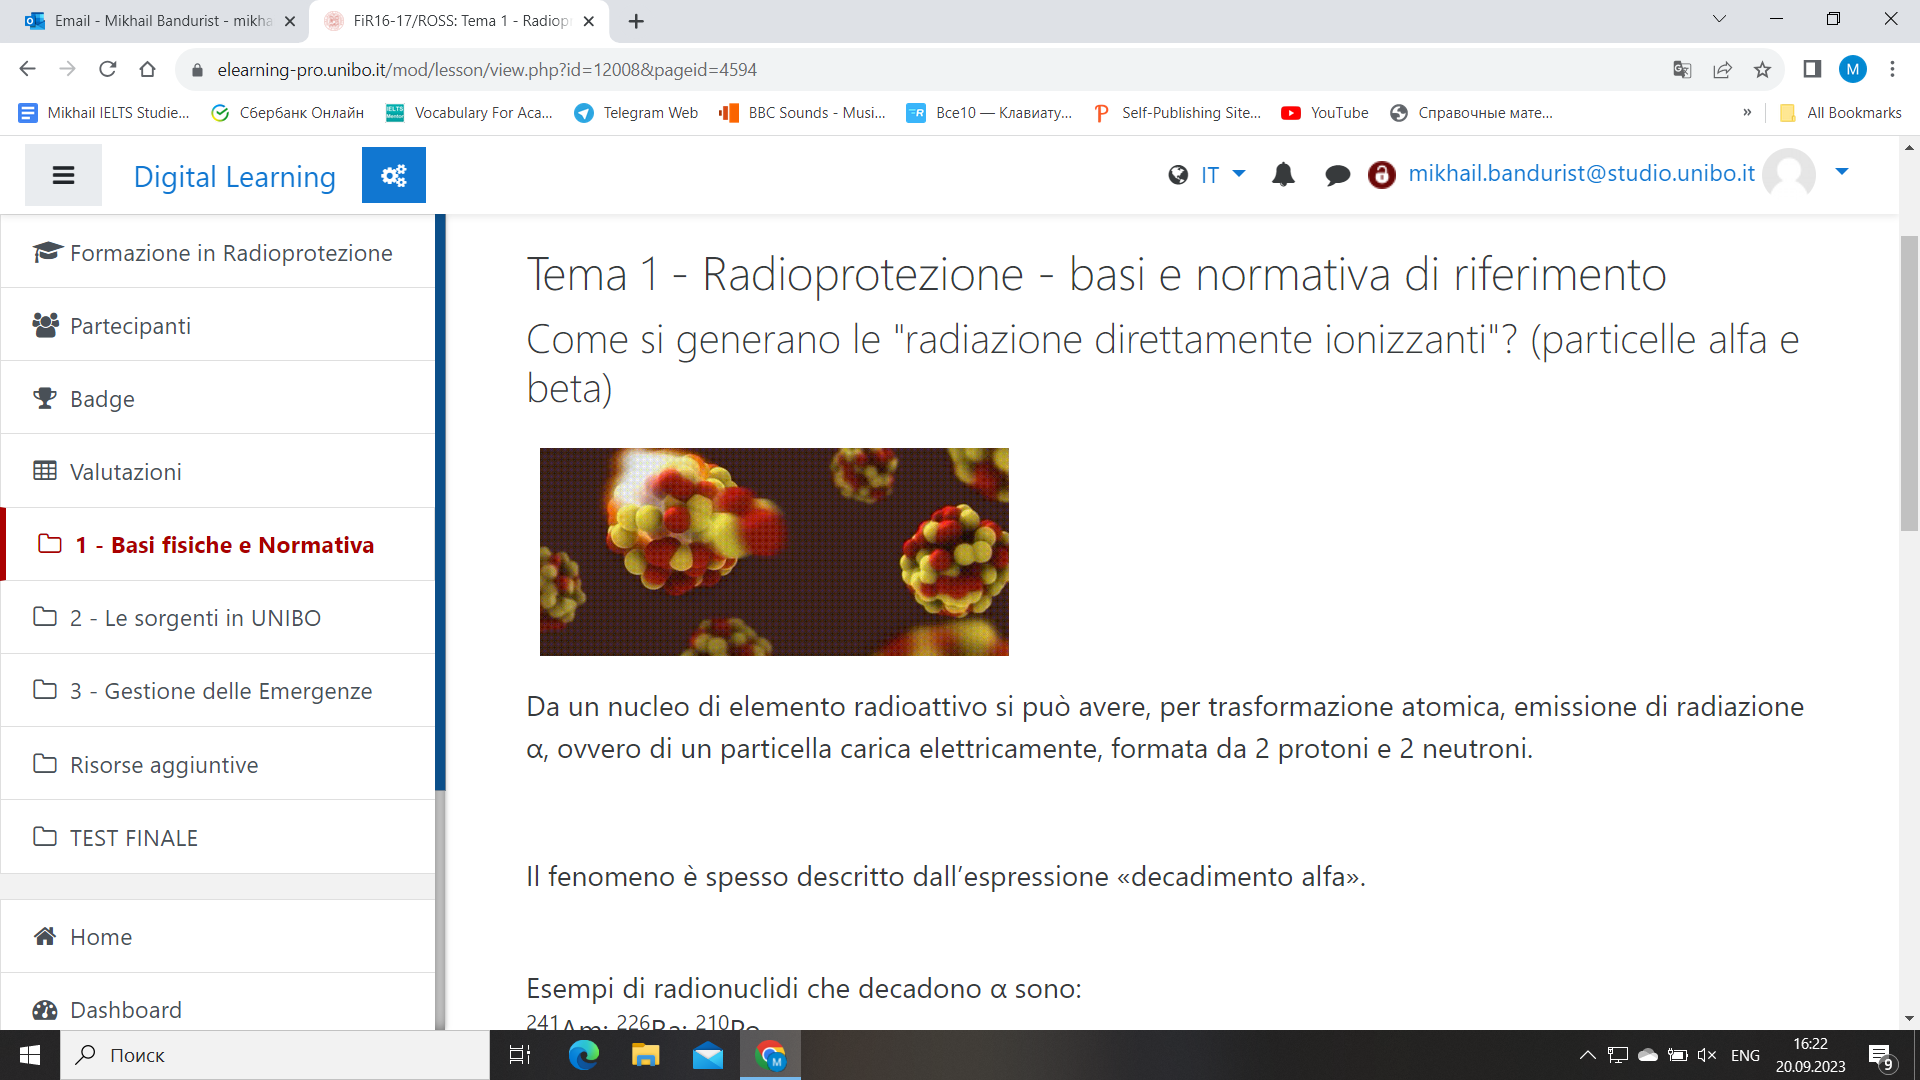 Email - Mikhail Bandurist - mikha
FiR16-17/ROSS: Tema 1 - Radiop
elearning-pro.unibo.it/mod/lesson/view.php?id=12008&pageid=4594
M
Mikhail IELTS Studie...
Сбербанк Онлайн
Vocabulary For Aca...
Telegram Web
BBC Sounds - Musi...
Все10 — Клавиату...
Self-Publishing Site...
YouTube
Справочные мате...
»
All Bookmarks
Digital Learning
IT
mikhail.bandurist@studio.unibo.it
Formazione in Radioprotezione
Partecipanti
Badge
Valutazioni
1 - Basi fisiche e Normativa
2 - Le sorgenti in UNIBO
3 - Gestione delle Emergenze
Risorse aggiuntive
TEST FINALE
Home
Dashboard
Tema 1 - Radioprotezione - basi e normativa di riferimento
Come si generano le "radiazione direttamente ionizzanti"? (particelle alfa e
beta)
Da un nucleo di elemento radioattivo si può avere, per trasformazione atomica, emissione di radiazione
α, ovvero di un particella carica elettricamente, formata da 2 protoni e 2 neutroni.
Il fenomeno è spesso descritto dall’espressione «decadimento alfa».
Esempi di radionuclidi che decadono α sono:
²⁴¹Am; ²²⁶Ra; ²¹⁰Po
Поиск
ENG
16:22
20.09.2023
9